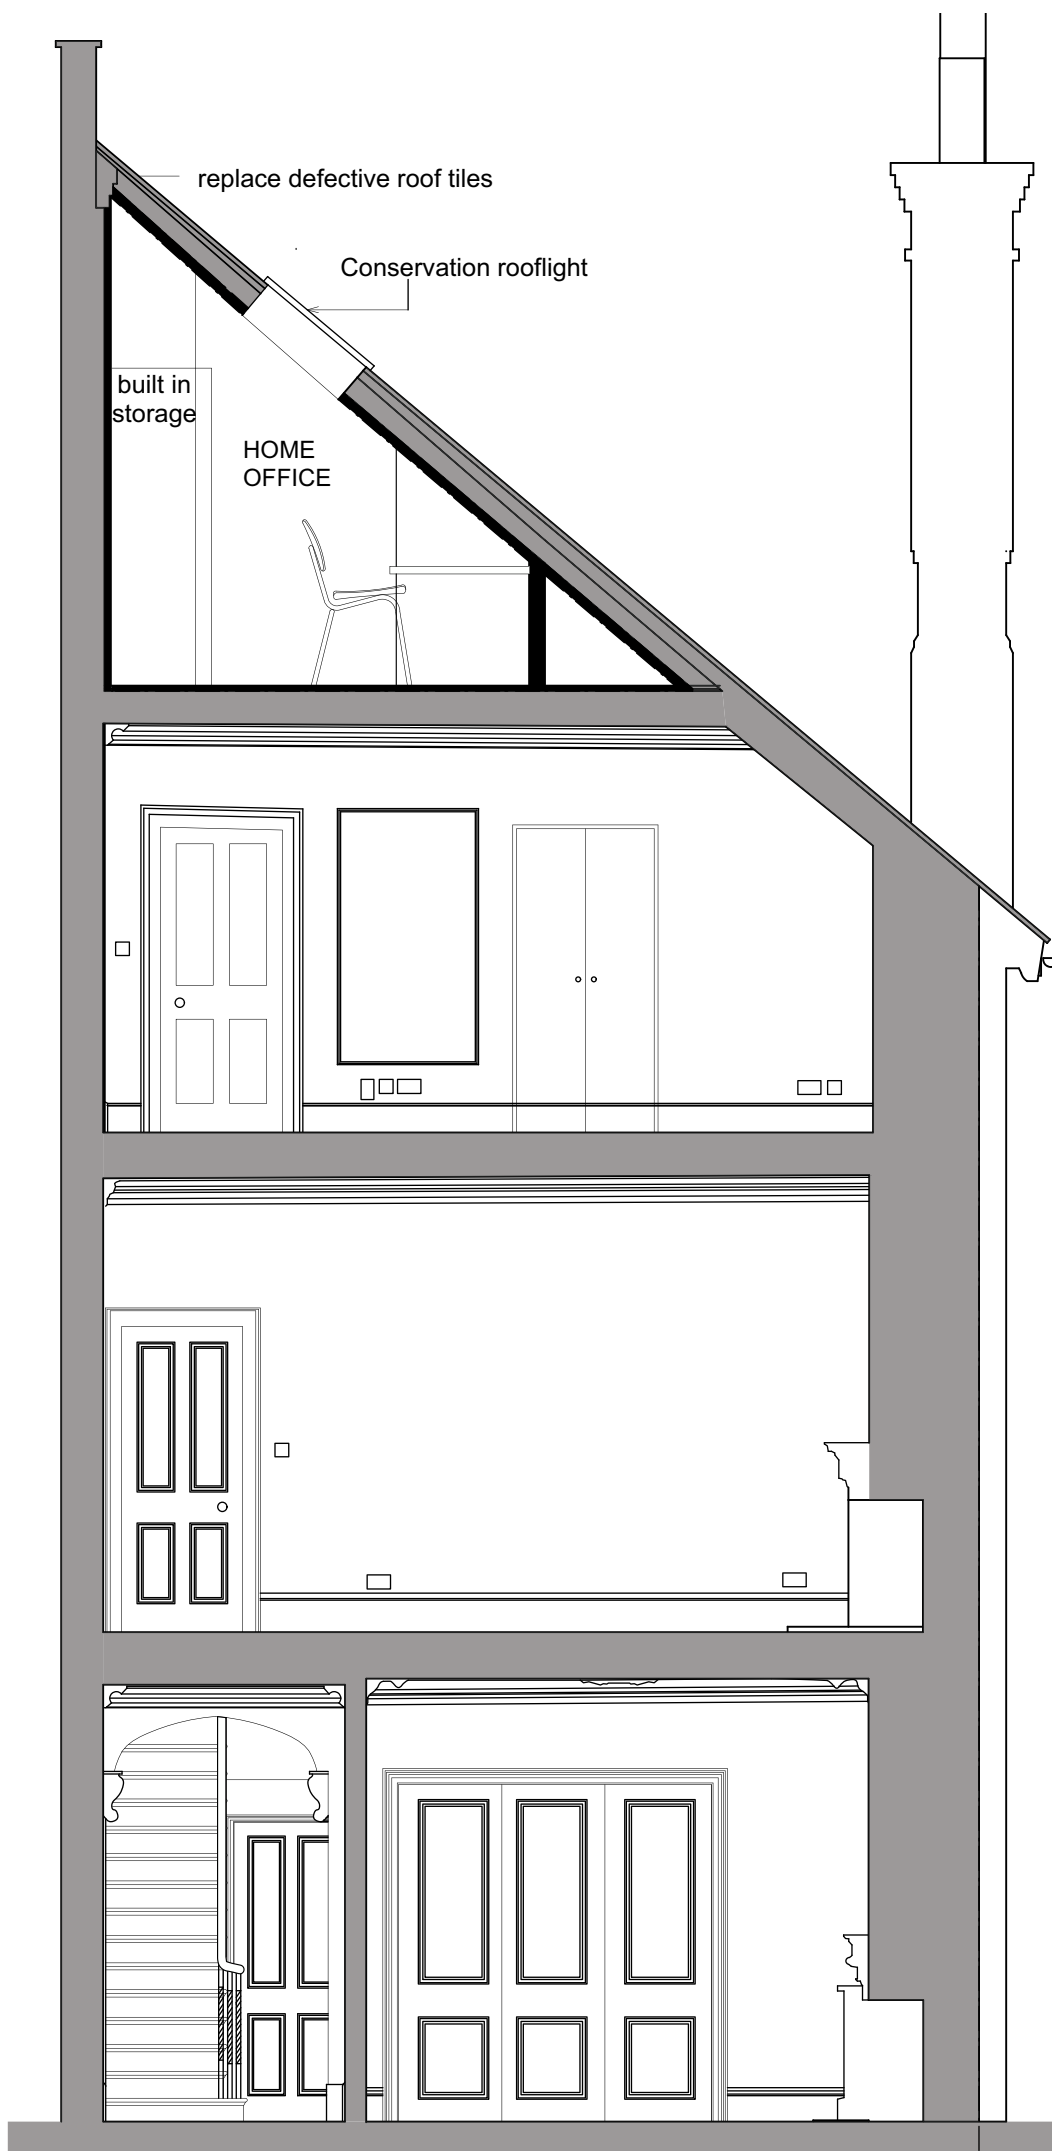 replace defective roof tiles
Conservation rooflight
built in
storage
HOME
OFFICE